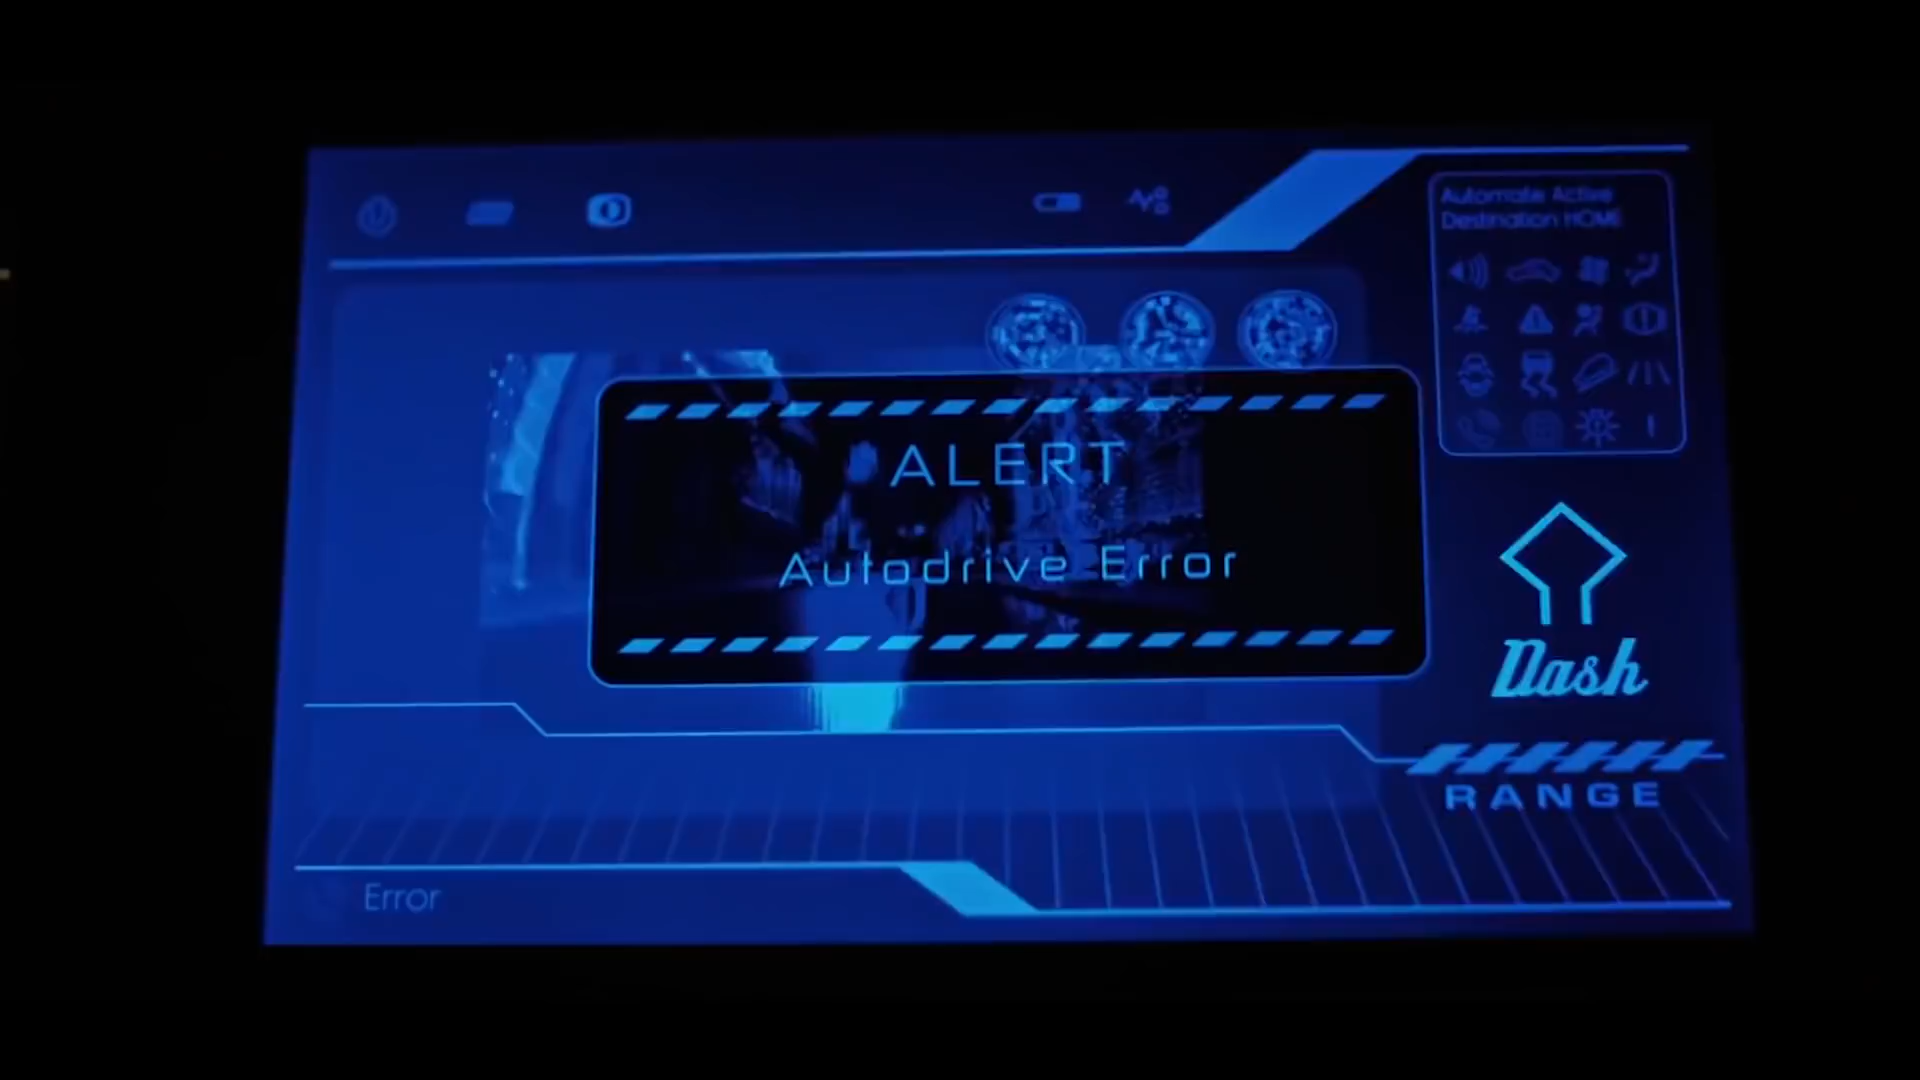 Automate Active
Destination HOME
ALERT
Autodrive Error
Dash
RANGE
Error